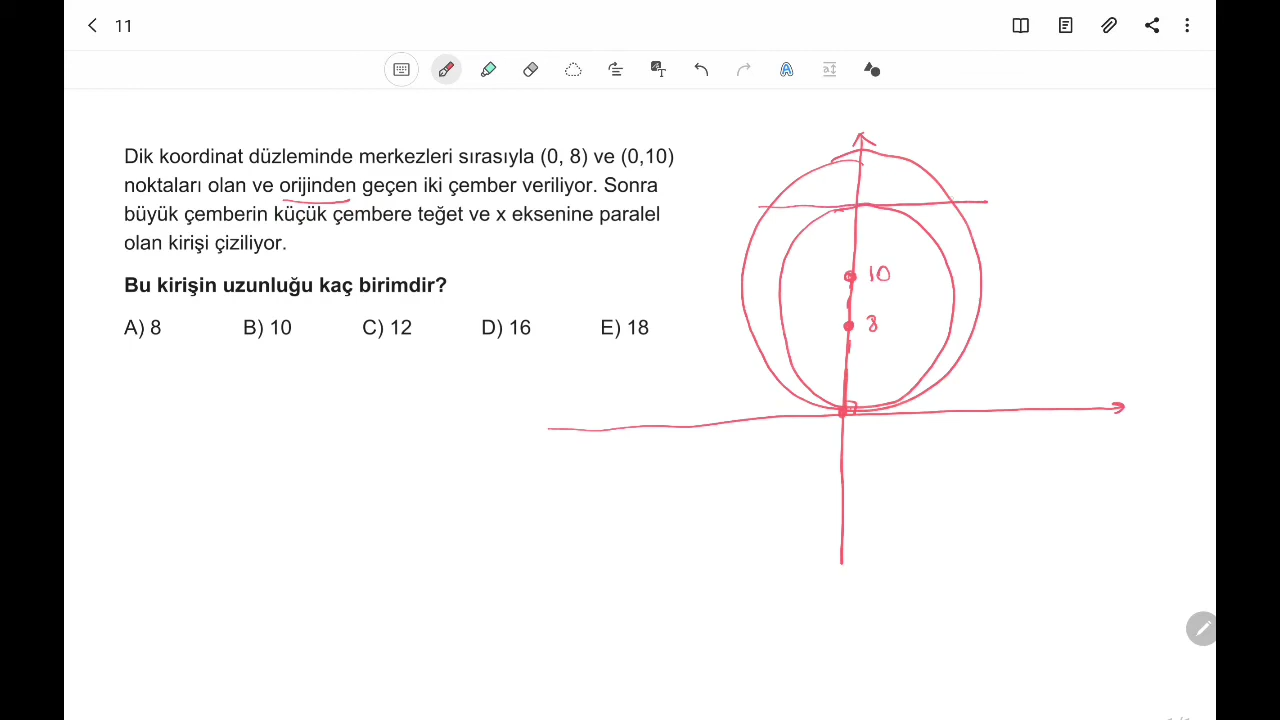 11
Dik koordinat düzleminde merkezleri sırasıyla (0, 8) ve (0,10)
noktaları olan ve orijinden geçen iki çember veriliyor. Sonra
büyük çemberin küçük çembere teğet ve x eksenine paralel
olan kirişi çiziliyor.
Bu kirişin uzunluğu kaç birimdir?
A) 8 B) 10 C) 12 D) 16 E) 18
10
8